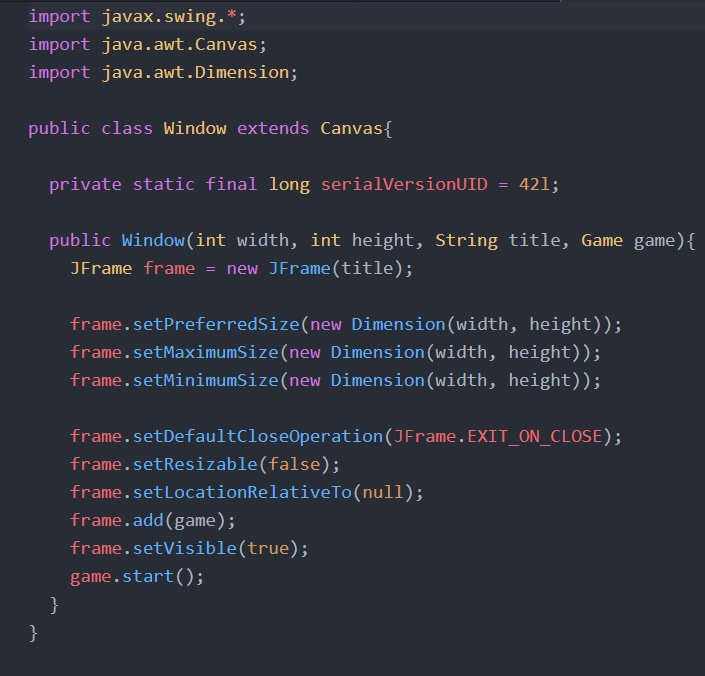 import javax.swing.*;
import java.awt.Canvas;
import java.awt.Dimension;

public class Window extends Canvas{

  private static final long serialVersionUID = 42l;

  public Window(int width, int height, String title, Game game){
    JFrame frame = new JFrame(title);

    frame.setPreferredSize(new Dimension(width, height));
    frame.setMaximumSize(new Dimension(width, height));
    frame.setMinimumSize(new Dimension(width, height));

    frame.setDefaultCloseOperation(JFrame.EXIT_ON_CLOSE);
    frame.setResizable(false);
    frame.setLocationRelativeTo(null);
    frame.add(game);
    frame.setVisible(true);
    game.start();
  }
}